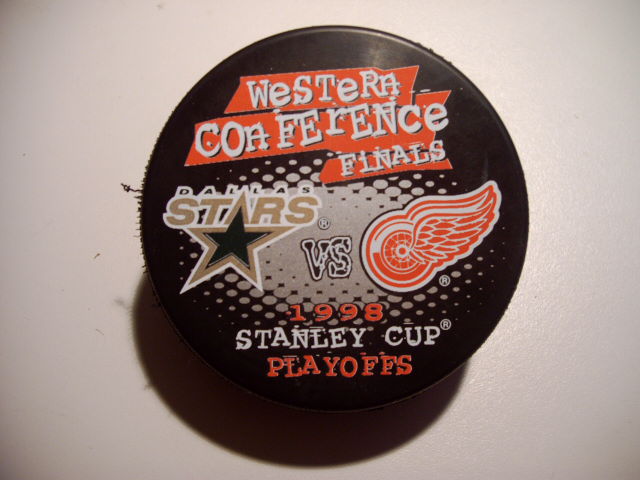 WeSTeRn
COnFERENCE
FINALS
DALLAS
STARS ®
VS
®
1998
STANLEY CUP®
PLAYOFFS